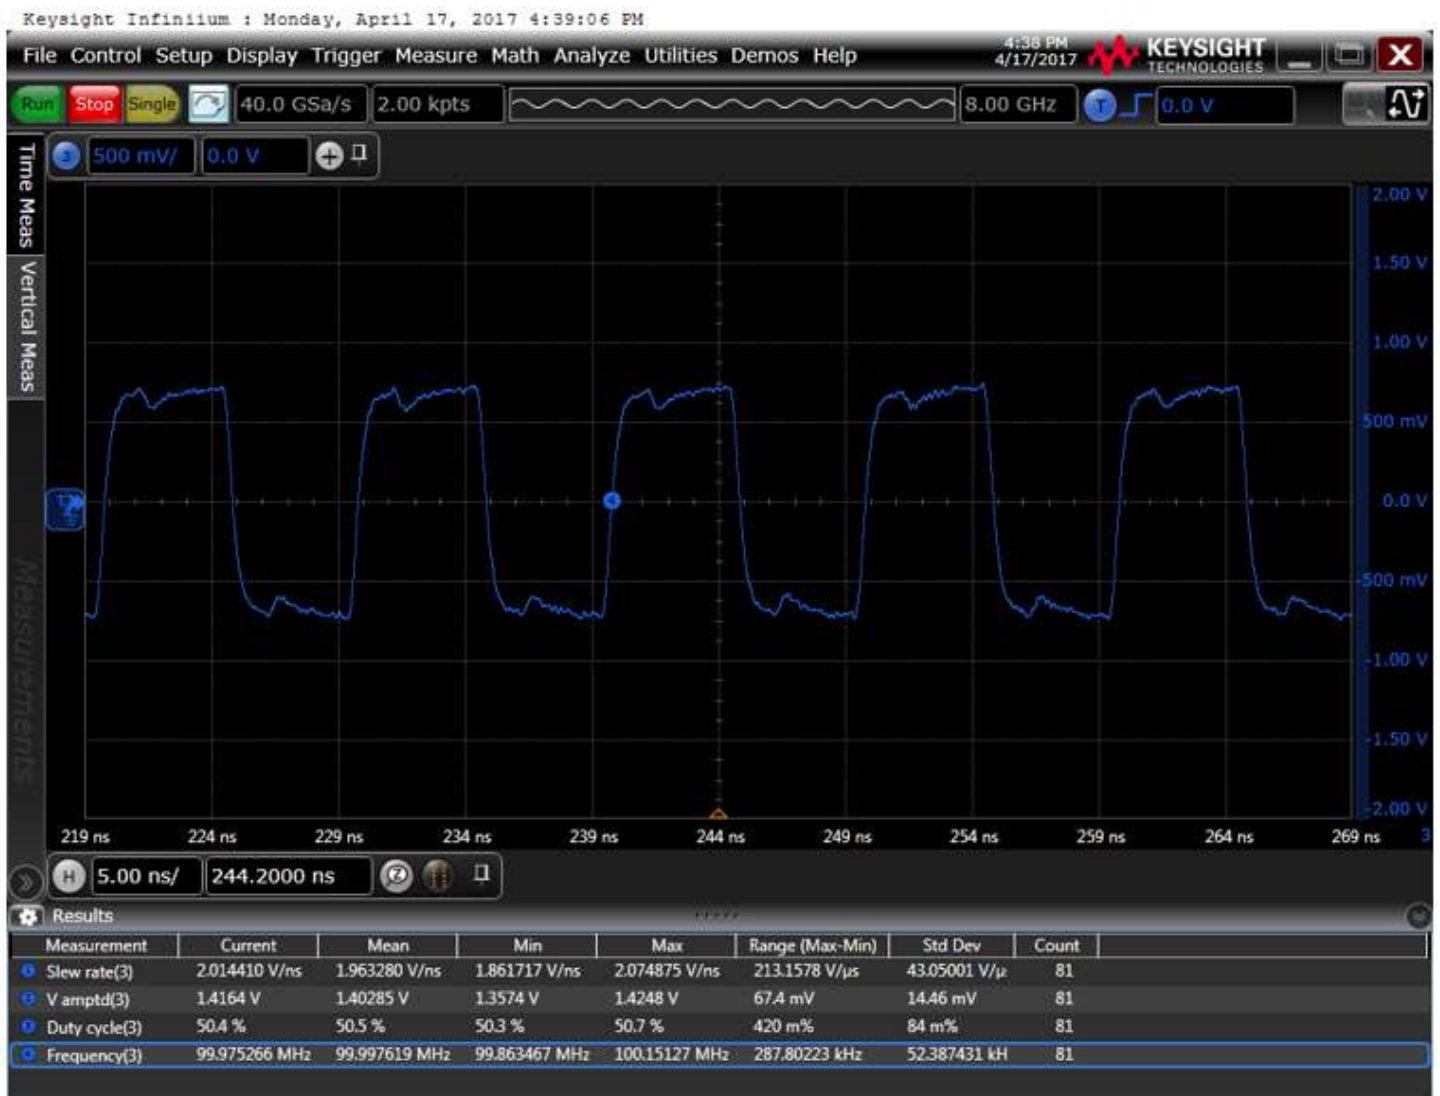 Keysight Infiniium : Monday, April 17, 2017 4:39:06 PM
File Control Setup Display Trigger Measure Math Analyze Utilities Demos Help 4:38 PM 4/17/2017 KEYSIGHT TECHNOLOGIES
Run Stop Single 40.0 GSa/s 2.00 kpts 8.00 GHz T 0.0 V
3 500 mV/ 0.0 V
Time Meas
Vertical Meas
Measurements
2.00 V
1.50 V
1.00 V
500 mV
0.0 V
-500 mV
-1.00 V
-1.50 V
-2.00 V
4
219 ns 224 ns 229 ns 234 ns 239 ns 244 ns 249 ns 254 ns 259 ns 264 ns 269 ns 3
H 5.00 ns/ 244.2000 ns Z
Results
Measurement Current Mean Min Max Range (Max-Min) Std Dev Count
Slew rate(3) 2.014410 V/ns 1.963280 V/ns 1.861717 V/ns 2.074875 V/ns 213.1578 V/µs 43.05001 V/µ 81
V amptd(3) 1.4164 V 1.40285 V 1.3574 V 1.4248 V 67.4 mV 14.46 mV 81
Duty cycle(3) 50.4 % 50.5 % 50.3 % 50.7 % 420 m% 84 m% 81
Frequency(3) 99.975266 MHz 99.997619 MHz 99.863467 MHz 100.15127 MHz 287.80223 kHz 52.387431 kH 81